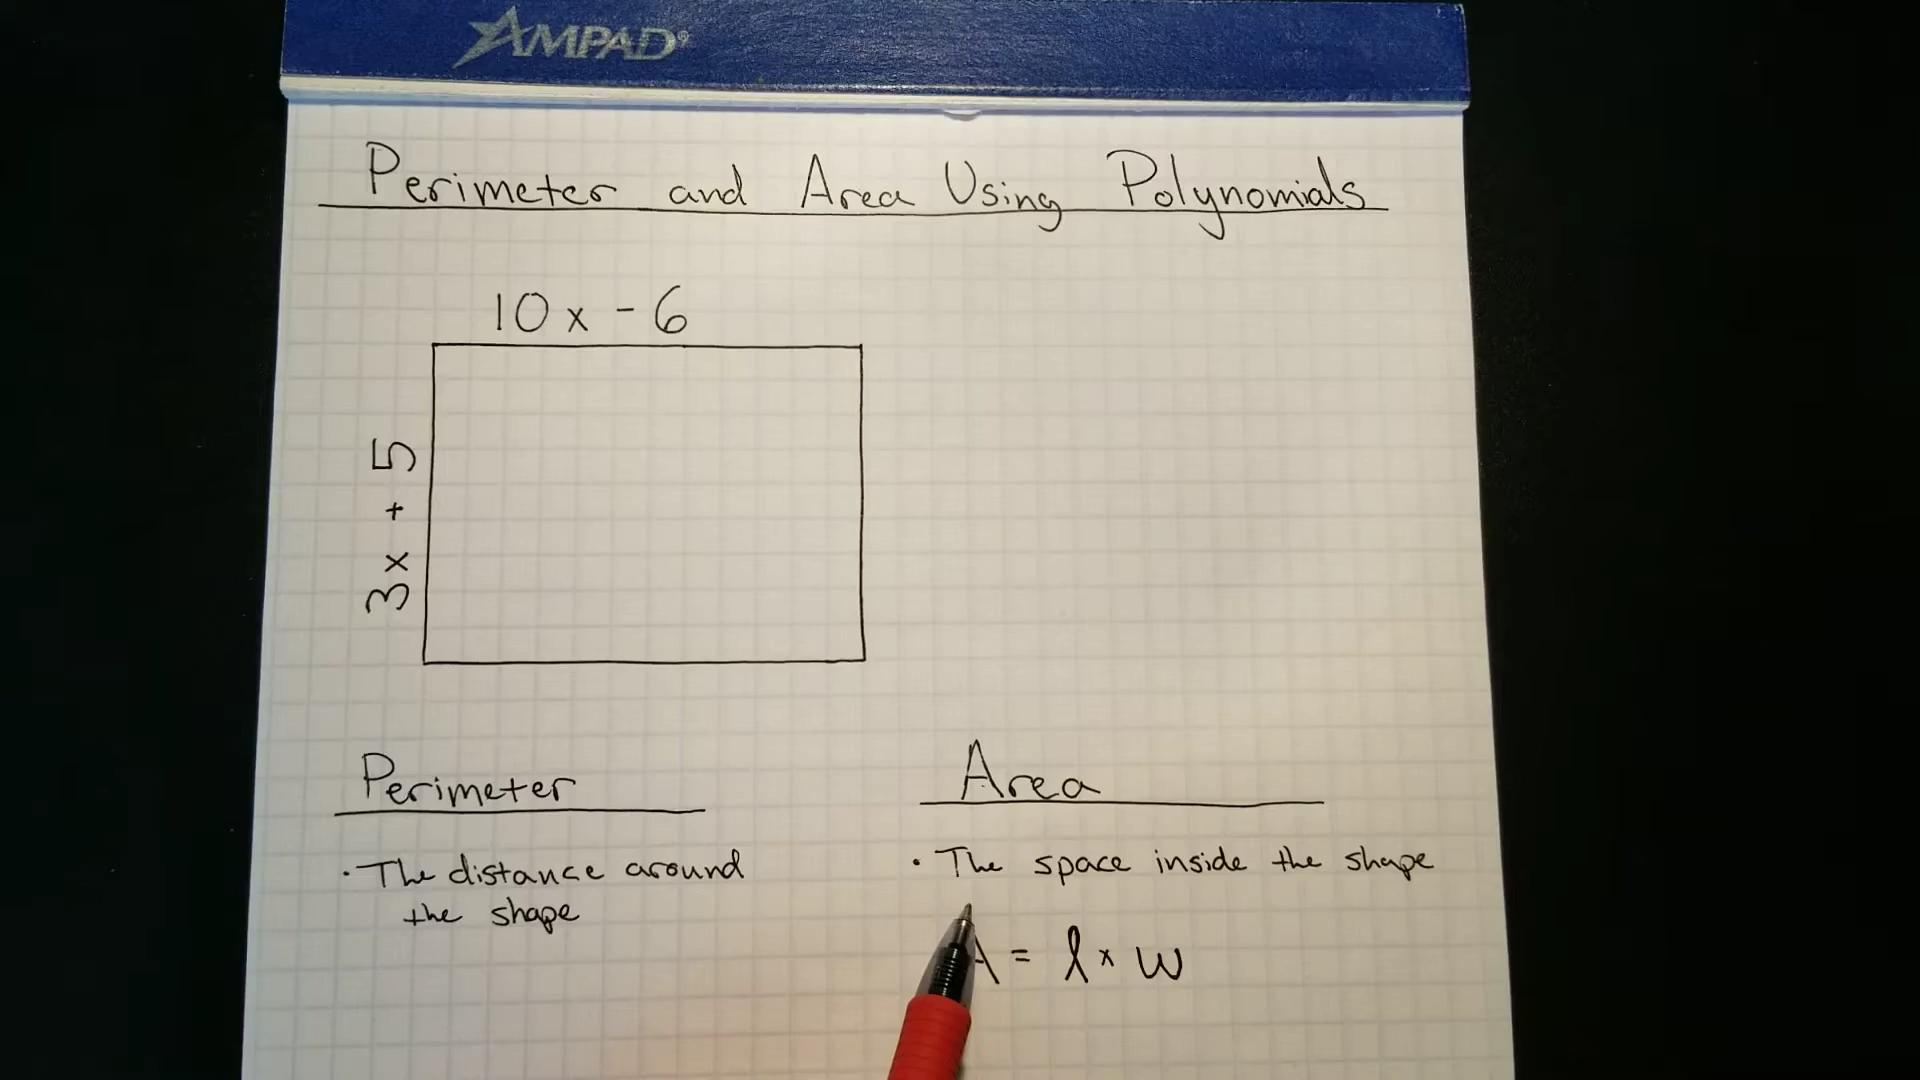 AMPAD®
Perimeter and Area Using Polynomials
10x - 6
3x + 5
Perimeter
· The distance around
the shape
Area
· The space inside the shape
A = l × w